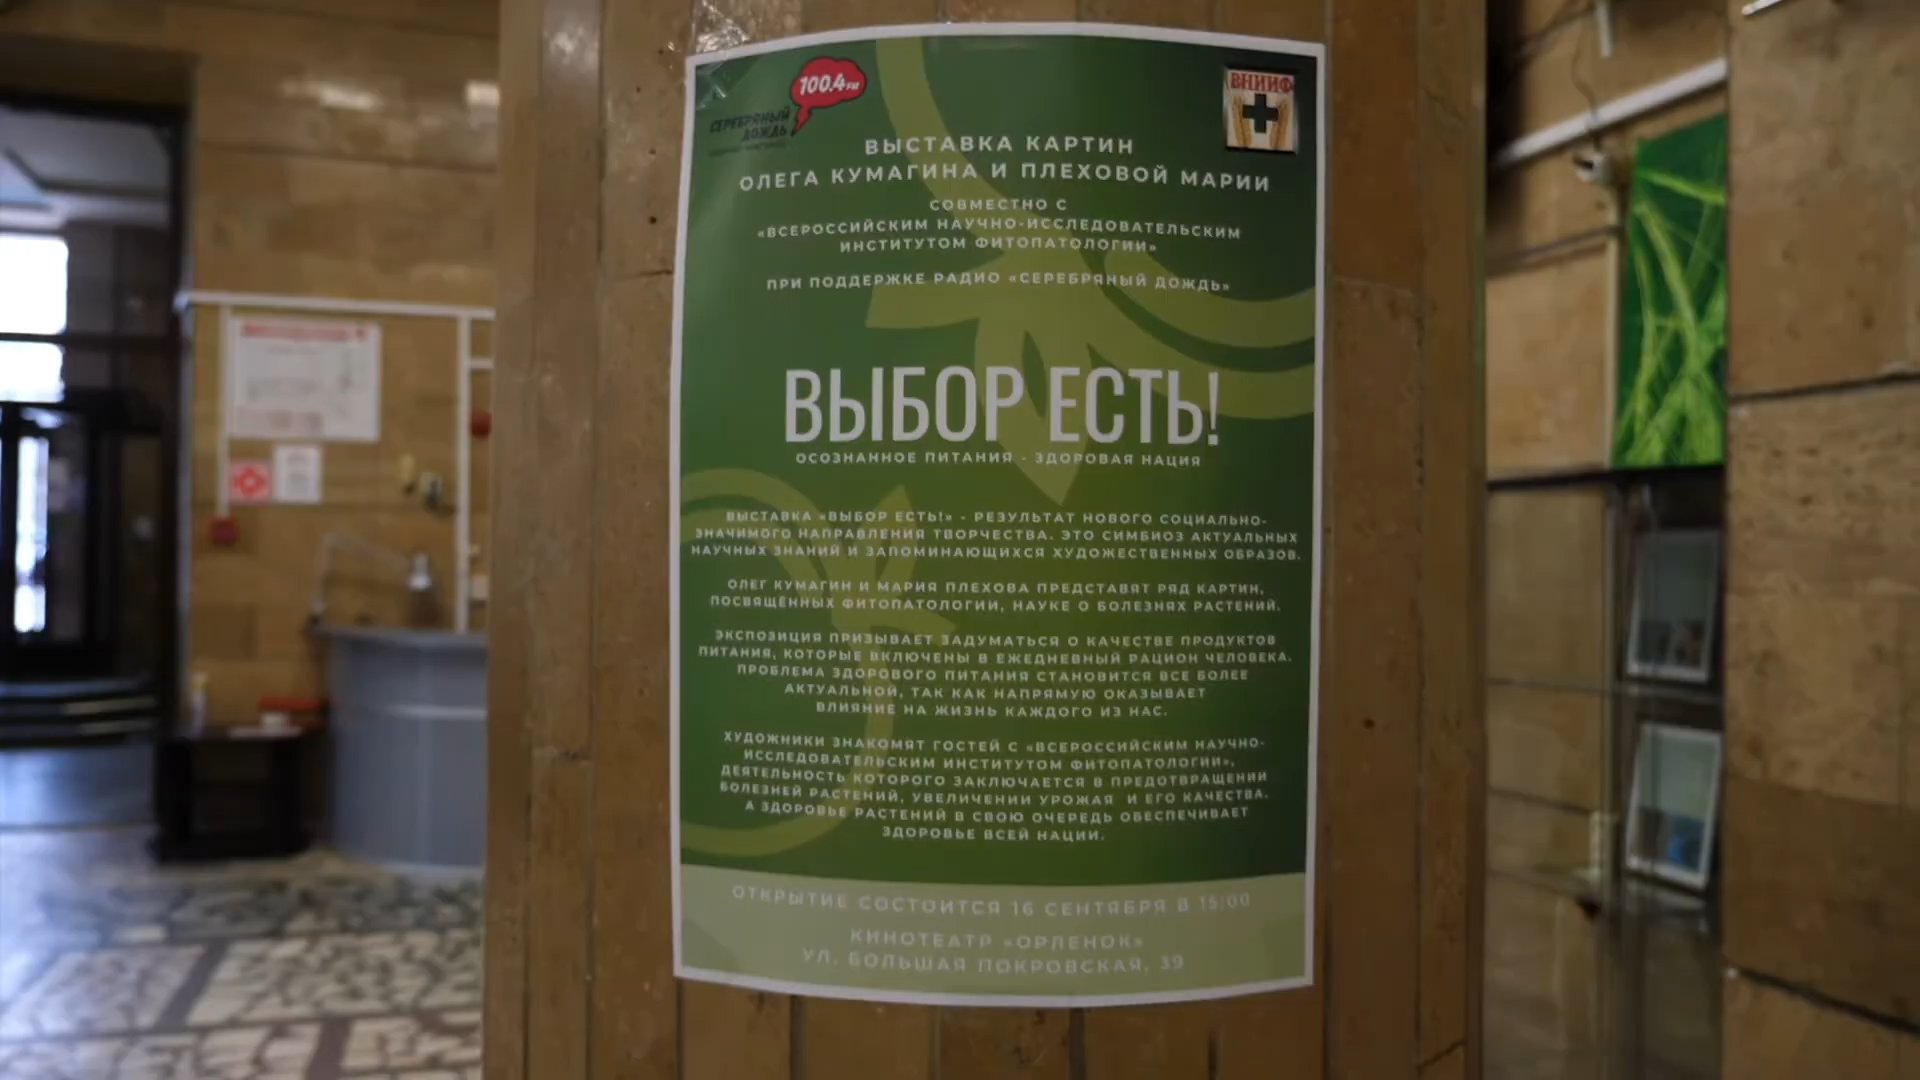 100.4 FM
СЕРЕБРЯНЫЙ
ДОЖДЬ
ВНИИФ
ВЫСТАВКА КАРТИН
ОЛЕГА КУМАГИНА И ПЛЕХОВОЙ МАРИИ
СОВМЕСТНО С
«ВСЕРОССИЙСКИМ НАУЧНО-ИССЛЕДОВАТЕЛЬСКИМ
ИНСТИТУТОМ ФИТОПАТОЛОГИИ»
ПРИ ПОДДЕРЖКЕ РАДИО «СЕРЕБРЯНЫЙ ДОЖДЬ»
ВЫБОР ЕСТЬ!
ОСОЗНАННОЕ ПИТАНИЯ - ЗДОРОВАЯ НАЦИЯ
ВЫСТАВКА «ВЫБОР ЕСТЬ!» - РЕЗУЛЬТАТ НОВОГО СОЦИАЛЬНО-
ЗНАЧИМОГО НАПРАВЛЕНИЯ ТВОРЧЕСТВА. ЭТО СИМБИОЗ АКТУАЛЬНЫХ
НАУЧНЫХ ЗНАНИЙ И ЗАПОМИНАЮЩИХСЯ ХУДОЖЕСТВЕННЫХ ОБРАЗОВ.
ОЛЕГ КУМАГИН И МАРИЯ ПЛЕХОВА ПРЕДСТАВЯТ РЯД КАРТИН,
ПОСВЯЩЁННЫХ ФИТОПАТОЛОГИИ, НАУКЕ О БОЛЕЗНЯХ РАСТЕНИЙ.
ЭКСПОЗИЦИЯ ПРИЗЫВАЕТ ЗАДУМАТЬСЯ О КАЧЕСТВЕ ПРОДУКТОВ
ПИТАНИЯ, КОТОРЫЕ ВКЛЮЧЕНЫ В ЕЖЕДНЕВНЫЙ РАЦИОН ЧЕЛОВЕКА.
ПРОБЛЕМА ЗДОРОВОГО ПИТАНИЯ СТАНОВИТСЯ ВСЕ БОЛЕЕ
АКТУАЛЬНОЙ, ТАК КАК НАПРЯМУЮ ОКАЗЫВАЕТ
ВЛИЯНИЕ НА ЖИЗНЬ КАЖДОГО ИЗ НАС.
ХУДОЖНИКИ ЗНАКОМЯТ ГОСТЕЙ С «ВСЕРОССИЙСКИМ НАУЧНО-
ИССЛЕДОВАТЕЛЬСКИМ ИНСТИТУТОМ ФИТОПАТОЛОГИИ»,
ДЕЯТЕЛЬНОСТЬ КОТОРОГО ЗАКЛЮЧАЕТСЯ В ПРЕДОТВРАЩЕНИИ
БОЛЕЗНЕЙ РАСТЕНИЙ, УВЕЛИЧЕНИИ УРОЖАЯ И ЕГО КАЧЕСТВА.
А ЗДОРОВЬЕ РАСТЕНИЙ В СВОЮ ОЧЕРЕДЬ ОБЕСПЕЧИВАЕТ
ЗДОРОВЬЕ ВСЕЙ НАЦИИ.
ОТКРЫТИЕ СОСТОИТСЯ 16 СЕНТЯБРЯ В 15:00
КИНОТЕАТР «ОРЛЕНОК»
УЛ. БОЛЬШАЯ ПОКРОВСКАЯ, 39